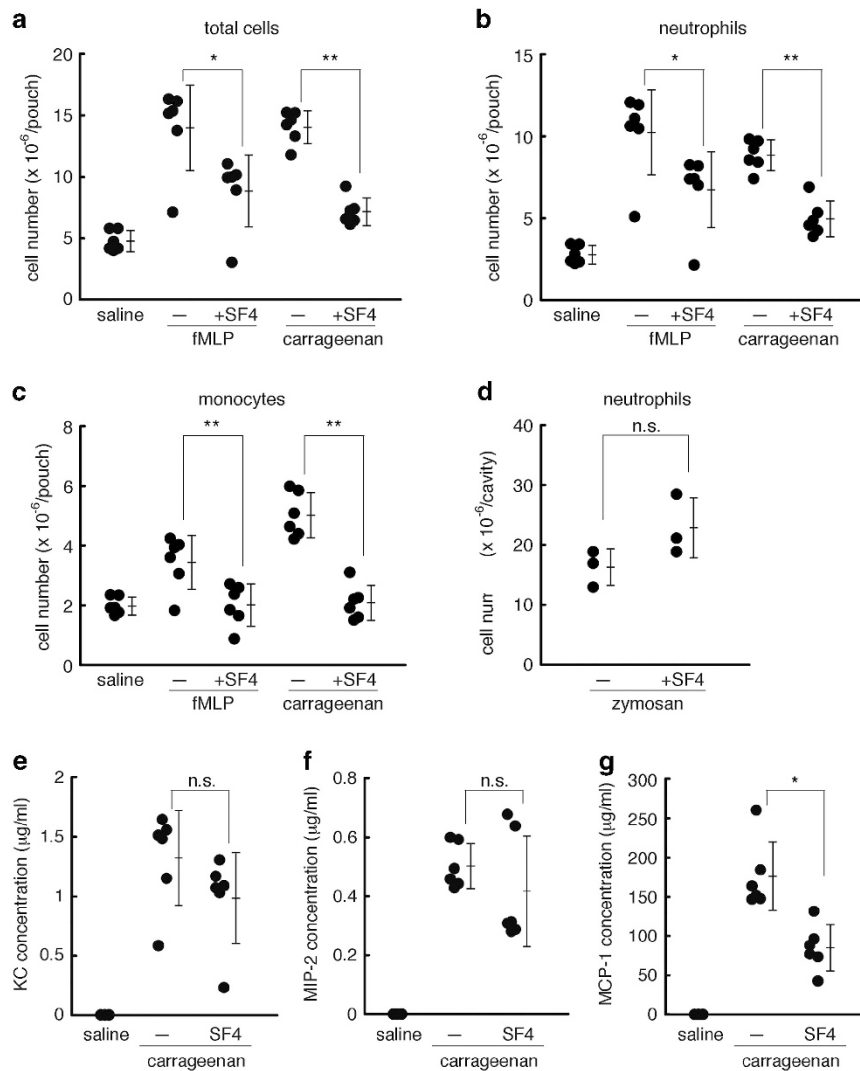 a
total cells
cell number (x 10-6/pouch)
20
15
10
5
0
*
**
saline
—
+SF4
—
+SF4
fMLP
carrageenan
b
neutrophils
cell number (x 10-6/pouch)
15
10
5
0
*
**
saline
—
+SF4
—
+SF4
fMLP
carrageenan
c
monocytes
cell number (x 10-6/pouch)
8
6
4
2
0
**
**
saline
—
+SF4
—
+SF4
fMLP
carrageenan
d
neutrophils
cell num (x 10-6/cavity)
40
30
20
10
0
n.s.
—
+SF4
zymosan
e
KC concentration (μg/ml)
2
1.5
1
0.5
0
n.s.
saline
—
SF4
carrageenan
f
MIP-2 concentration (μg/ml)
0.8
0.6
0.4
0.2
0
n.s.
saline
—
SF4
carrageenan
g
MCP-1 concentration (μg/ml)
300
250
200
150
100
50
0
*
saline
—
SF4
carrageenan